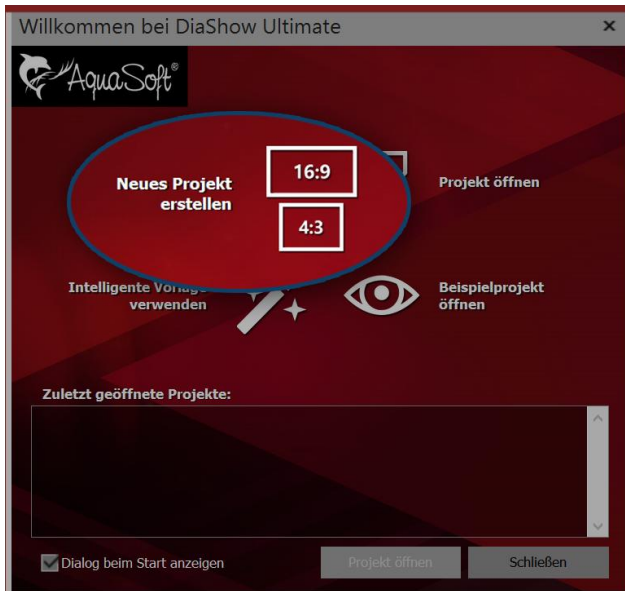 Willkommen bei DiaShow Ultimate
AquaSoft®
Neues Projekt
erstellen
16:9
4:3
Projekt öffnen
Intelligente
verwenden
Beispielprojekt
öffnen
Zuletzt geöffnete Projekte:
Dialog beim Start anzeigen
Projekt öffnen
Schließen